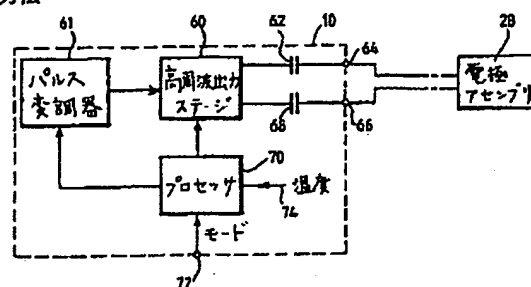 61
60
62
10
64
28
パルス
変調器
高周波出力
ステージ
電極
アセンブリ
68
66
70
プロセッサ
温度
74
モード
72